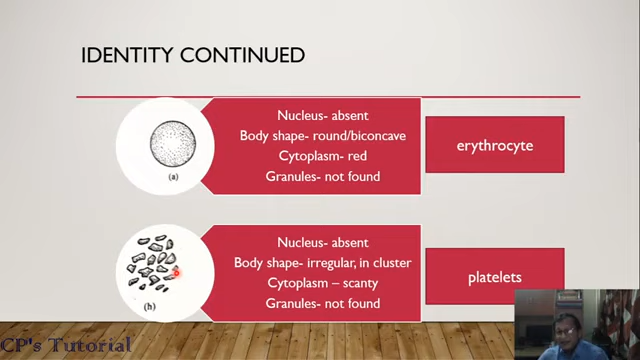 IDENTITY CONTINUED
Nucleus- absent
Body shape- round/biconcave
Cytoplasm- red
Granules- not found
erythrocyte
(a)
Nucleus- absent
Body shape- irregular, in cluster
Cytoplasm – scanty
Granules- not found
platelets
(h)
CP's Tutorial